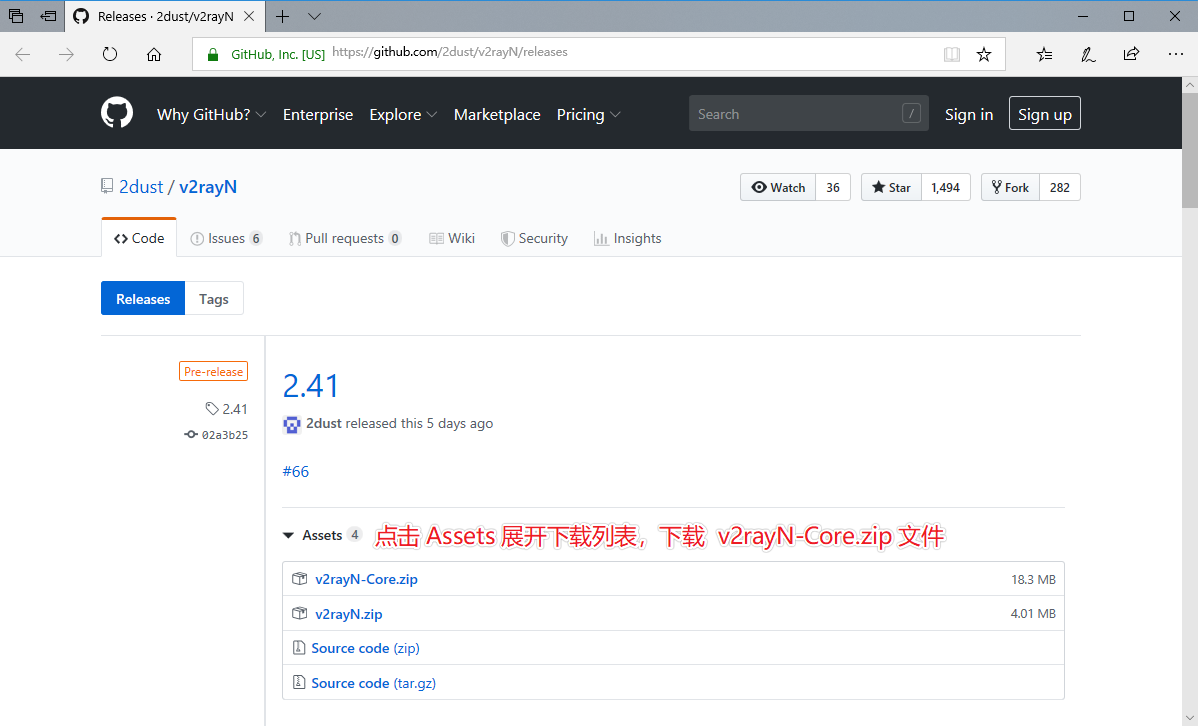 Releases · 2dust/v2rayN
GitHub, Inc. [US] https://github.com/2dust/v2rayN/releases
Why GitHub? Enterprise Explore Marketplace Pricing Search / Sign in Sign up
2dust / v2rayN Watch 36 Star 1,494 Fork 282
Code Issues 6 Pull requests 0 Wiki Security Insights
Releases Tags
Pre-release
2.41
2.41
02a3b25
2dust released this 5 days ago
#66
Assets 4 点击 Assets 展开下载列表，下载 v2rayN-Core.zip 文件
v2rayN-Core.zip 18.3 MB
v2rayN.zip 4.01 MB
Source code (zip)
Source code (tar.gz)